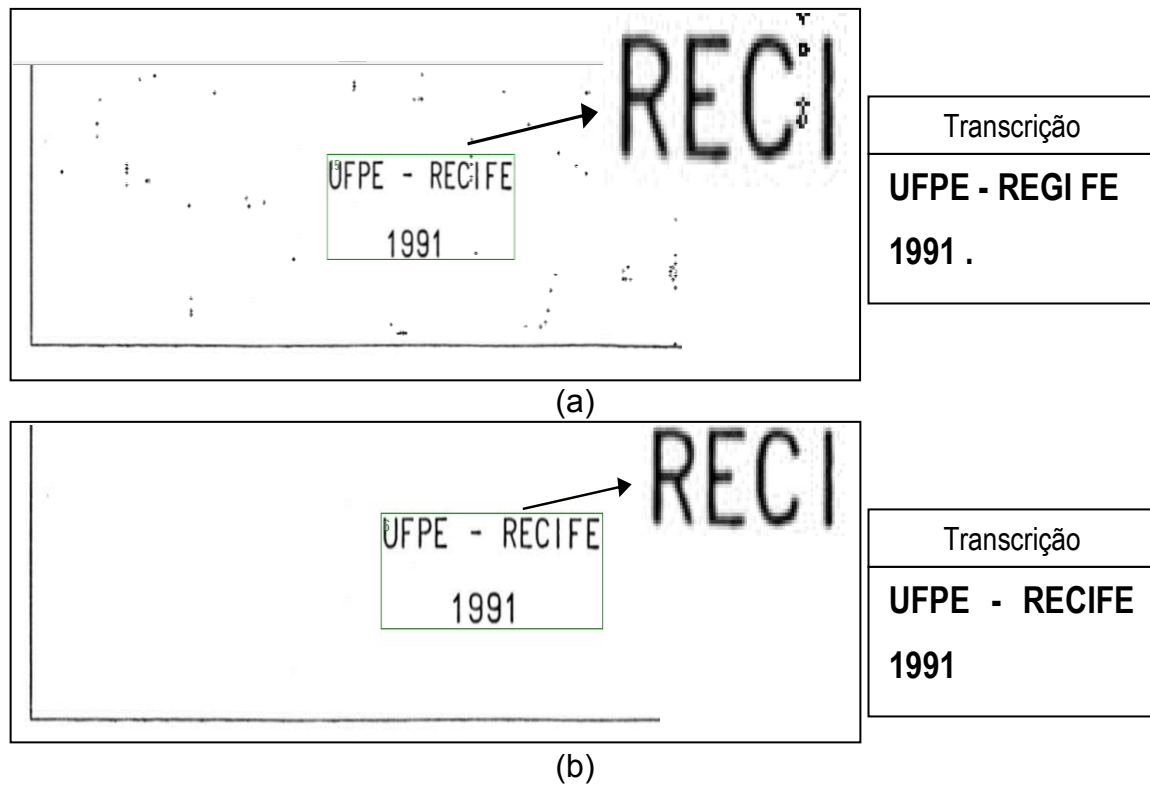 RECI
UFPE - RECIFE
1991
Transcrição
UFPE - REGI FE
1991 .
(a)
RECI
UFPE - RECIFE
1991
Transcrição
UFPE - RECIFE
1991
(b)